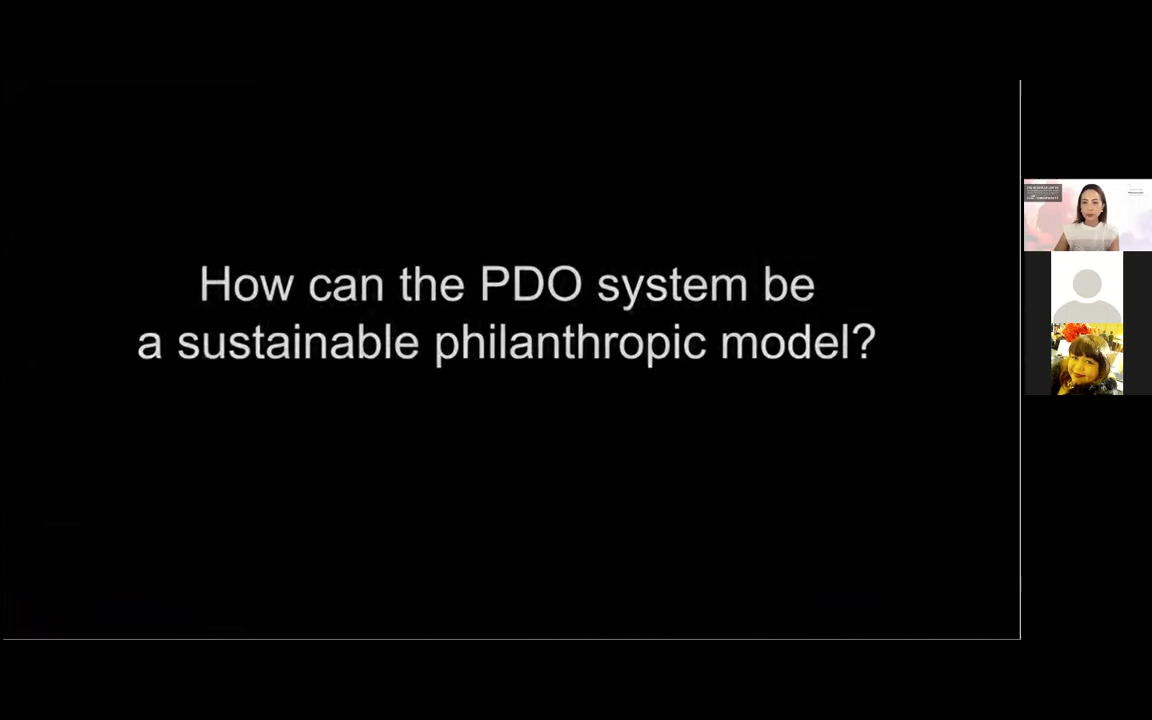 How can the PDO system be
a sustainable philanthropic model?